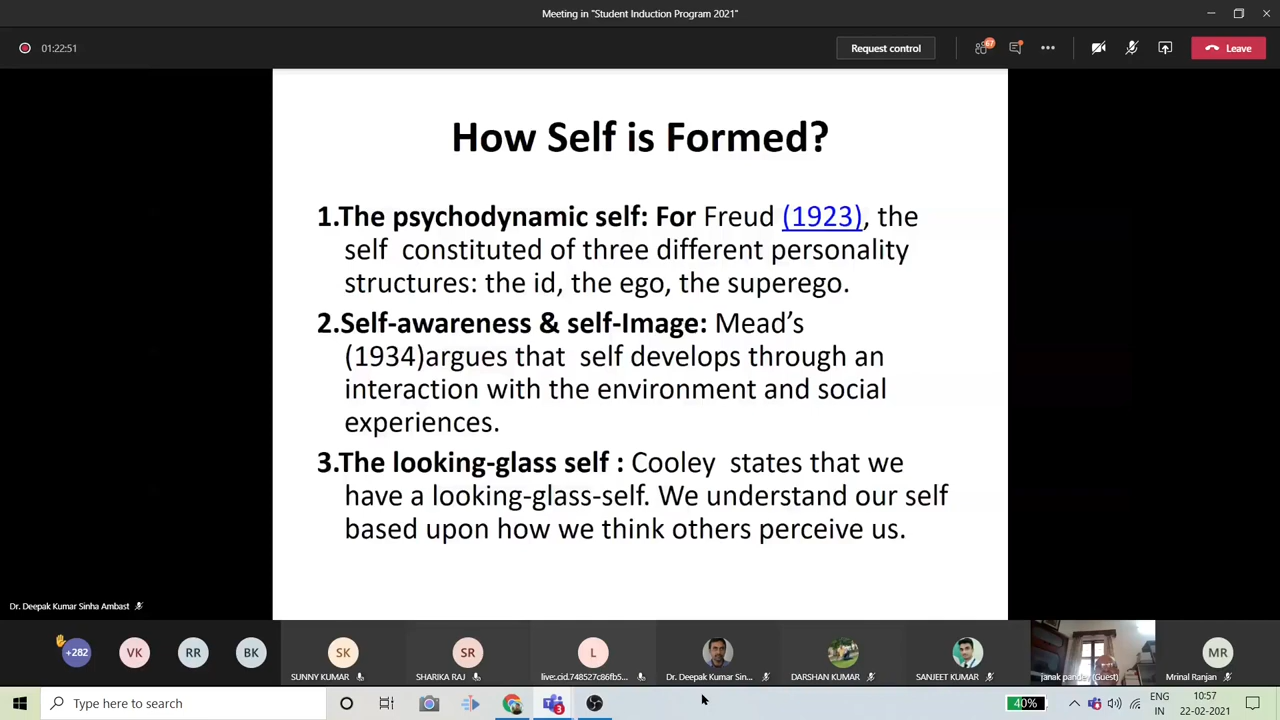 Meeting in "Student Induction Program 2021"
01:22:51
Request control
67
Leave
How Self is Formed?
1.The psychodynamic self: For Freud (1923), the
self constituted of three different personality
structures: the id, the ego, the superego.
2.Self-awareness & self-Image: Mead’s
(1934)argues that self develops through an
interaction with the environment and social
experiences.
3.The looking-glass self : Cooley states that we
have a looking-glass-self. We understand our self
based upon how we think others perceive us.
Dr. Deepak Kumar Sinha Ambast
+282
VK
RR
BK
SK
SR
L
MR
SUNNY KUMAR
SHARIKA RAJ
live:.cid.748527c86fb5...
Dr. Deepak Kumar Sin...
DARSHAN KUMAR
SANJEET KUMAR
janak pandey (Guest)
Mrinal Ranjan
Type here to search
3
40%
ENG
IN
10:57
22-02-2021